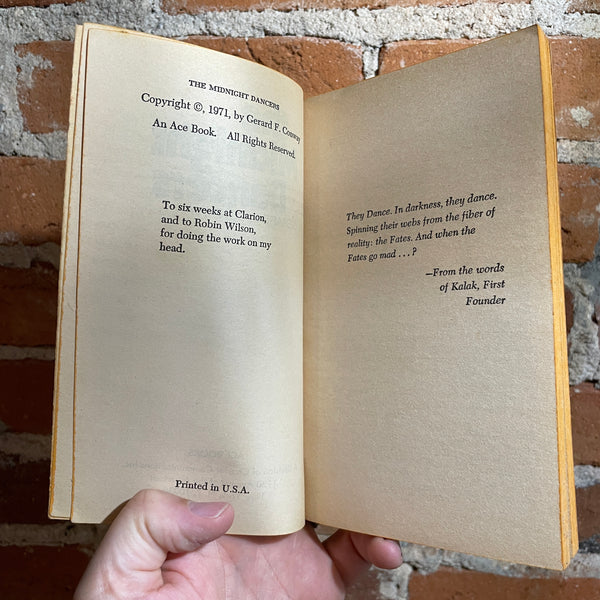 THE MIDNIGHT DANCERS
Copyright ©, 1971, by Gerard F. Conway
An Ace Book. All Rights Reserved.
To six weeks at Clarion,
and to Robin Wilson,
for doing the work on my
head.
Printed in U.S.A.
They Dance. In darkness, they dance.
Spinning their webs from the fiber of
reality: the Fates. And when the
Fates go mad . . . ?
—From the words
of Kalak, First
Founder